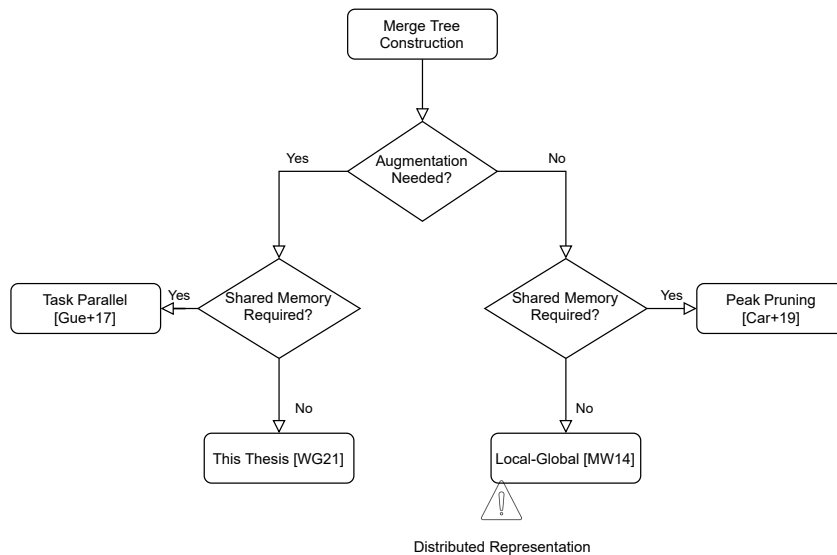 Merge Tree
Construction
Yes
Augmentation
Needed?
No
Task Parallel
[Gue+17]
Yes
Shared Memory
Required?
Shared Memory
Required?
Yes
Peak Pruning
[Car+19]
No
No
This Thesis [WG21]
Local-Global [MW14]
!
Distributed Representation